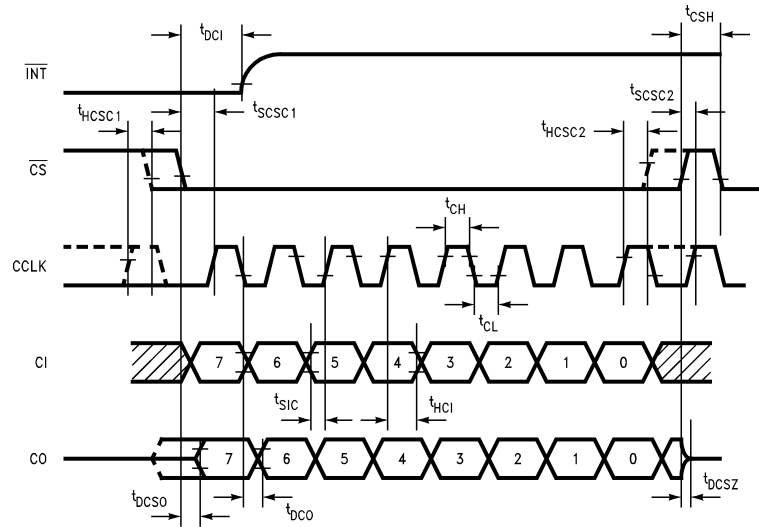 tDCI
tCSH
INT
tHCSC1
tSCSC1
tSCSC2
tHCSC2
CS
tCH
CCLK
tCL
CI
7 6 5 4 3 2 1 0
tSIC
tHCI
CO
7 6 5 4 3 2 1 0
tDCSO
tDCO
tDCSZ